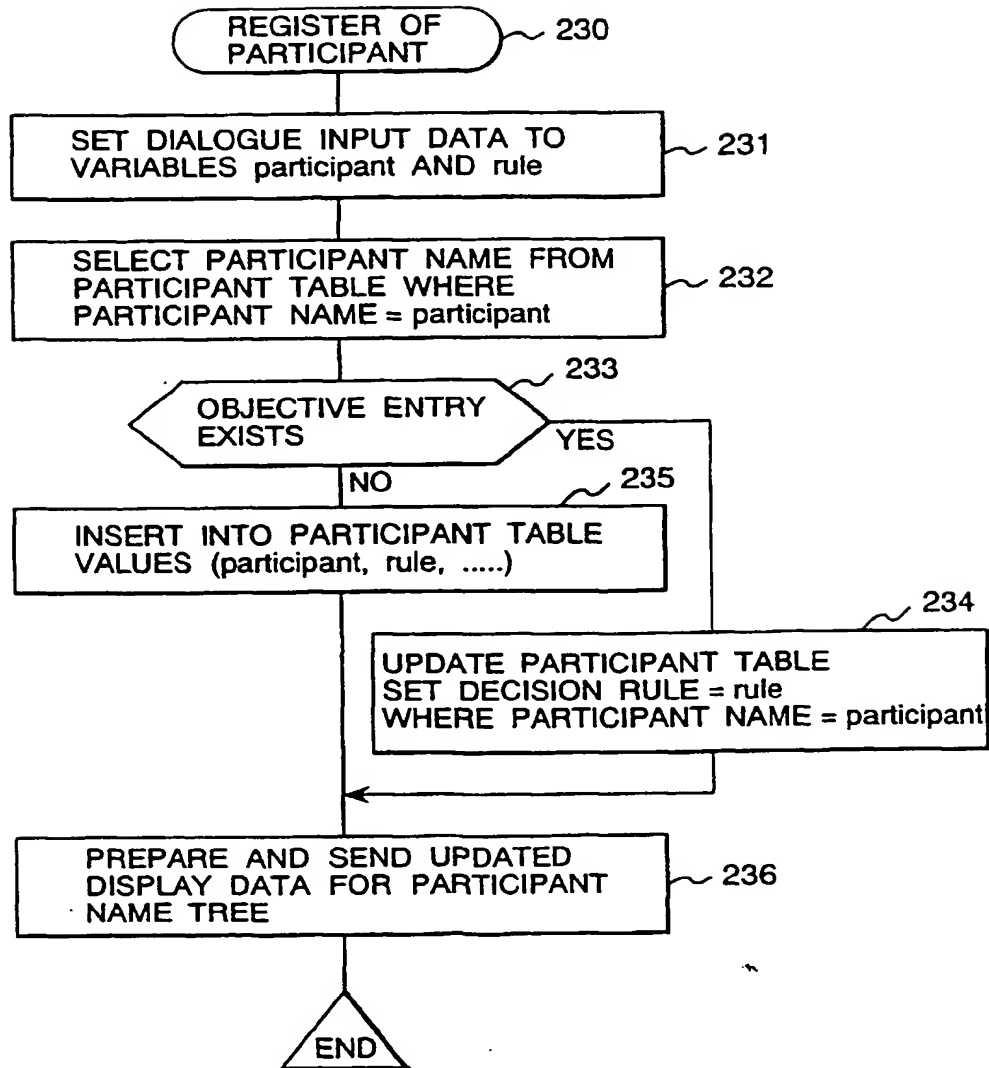 REGISTER OF
PARTICIPANT
230
SET DIALOGUE INPUT DATA TO
VARIABLES participant AND rule
231
SELECT PARTICIPANT NAME FROM
PARTICIPANT TABLE WHERE
PARTICIPANT NAME = participant
232
233
OBJECTIVE ENTRY
EXISTS
YES
NO
235
INSERT INTO PARTICIPANT TABLE
VALUES (participant, rule, .....)
234
UPDATE PARTICIPANT TABLE
SET DECISION RULE = rule
WHERE PARTICIPANT NAME = participant
PREPARE AND SEND UPDATED
DISPLAY DATA FOR PARTICIPANT
NAME TREE
236
END